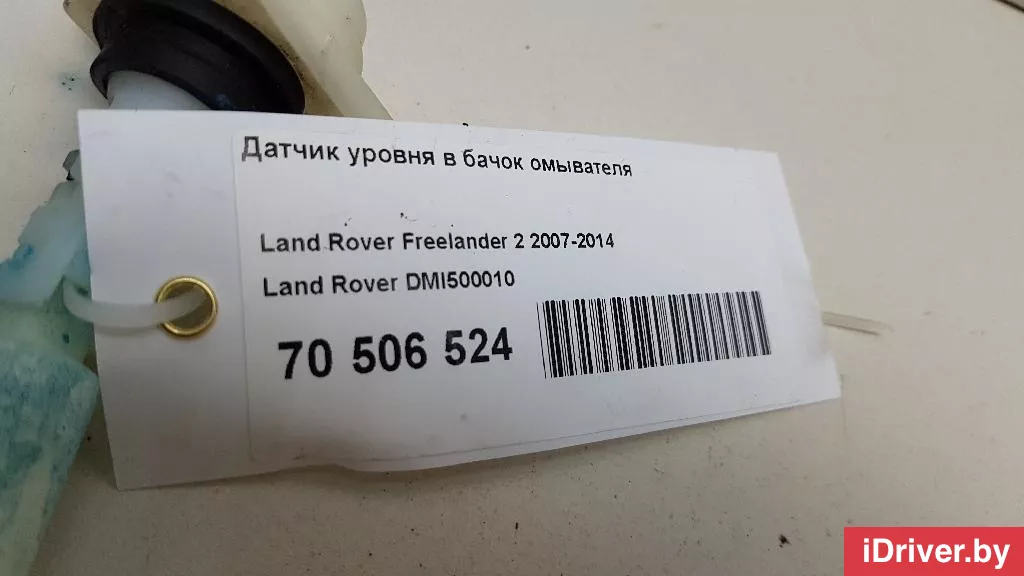 Датчик уровня в бачок омывателя
Land Rover Freelander 2 2007-2014
Land Rover DMI500010
70 506 524
iDriver.by